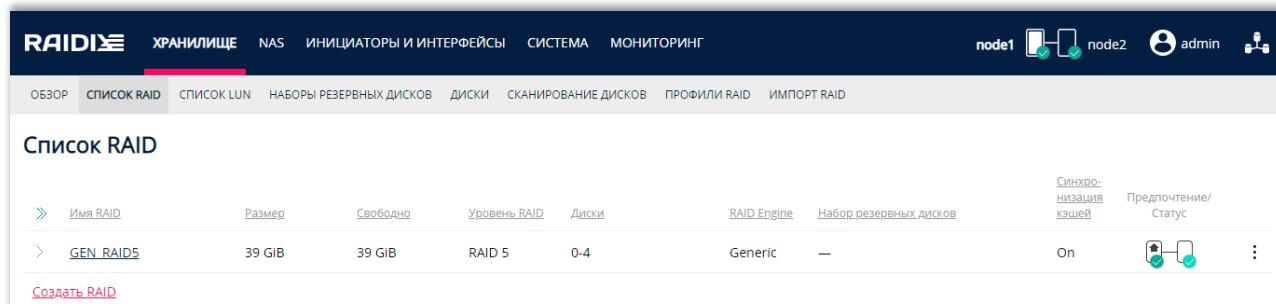 RAIDIX ХРАНИЛИЩЕ NAS ИНИЦИАТОРЫ И ИНТЕРФЕЙСЫ СИСТЕМА МОНИТОРИНГ node1 node2 admin
ОБЗОР СПИСОК RAID СПИСОК LUN НАБОРЫ РЕЗЕРВНЫХ ДИСКОВ ДИСКИ СКАНИРОВАНИЕ ДИСКОВ ПРОФИЛИ RAID ИМПОРТ RAID
Список RAID
Имя RAID Размер Свободно Уровень RAID Диски RAID Engine Набор резервных дисков
Синхро-
низация
кэшей
Предпочтение/
Статус
GEN_RAID5 39 GiB 39 GiB RAID 5 0-4 Generic — On
Создать RAID